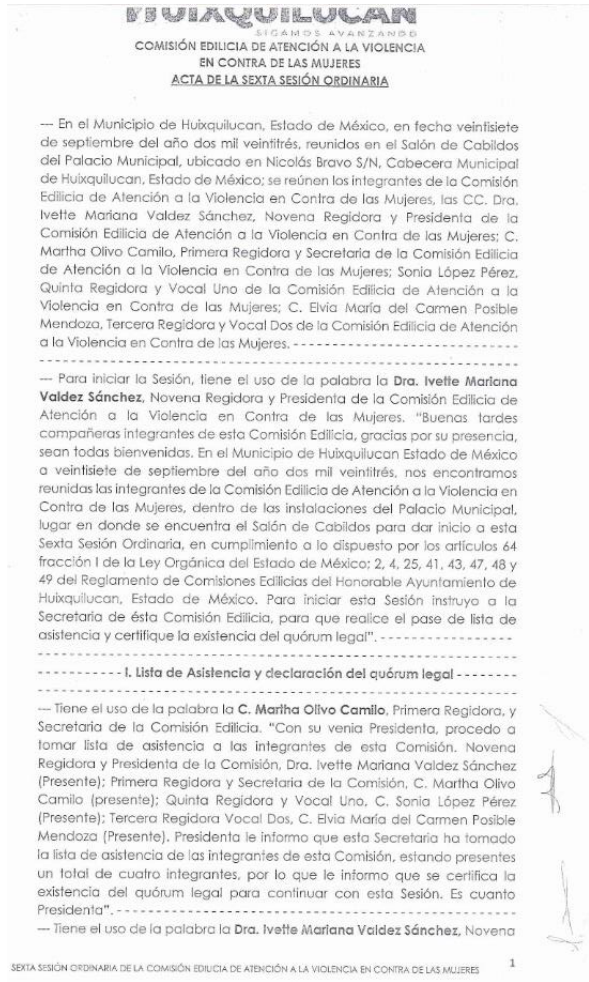 HUIXQUILUCAN
SIGAMOS AVANZANDO
COMISIÓN EDILICIA DE ATENCIÓN A LA VIOLENCIA
EN CONTRA DE LAS MUJERES
ACTA DE LA SEXTA SESIÓN ORDINARIA
--- En el Municipio de Huixquilucan, Estado de México, en fecha veintisiete
de septiembre del año dos mil veintitrés, reunidos en el Salón de Cabildos
del Palacio Municipal, ubicado en Nicolás Bravo S/N, Cabecera Municipal
de Huixquilucan, Estado de México; se reúnen los integrantes de la Comisión
Edilicia de Atención a la Violencia en Contra de las Mujeres, las CC. Dra.
Ivette Mariana Valdez Sánchez, Novena Regidora y Presidenta de la
Comisión Edilicia de Atención a la Violencia en Contra de las Mujeres; C.
Martha Olivo Camilo, Primera Regidora y Secretaria de la Comisión Edilicia
de Atención a la Violencia en Contra de las Mujeres; Sonia López Pérez,
Quinta Regidora y Vocal Uno de la Comisión Edilicia de Atención a la
Violencia en Contra de las Mujeres; C. Elvia María del Carmen Posible
Mendoza, Tercera Regidora y Vocal Dos de la Comisión Edilicia de Atención
a la Violencia en Contra de las Mujeres. - - - - - - - - - - - - - - - - - - - - - - - - - - -
- - - - - - - - - - - - - - - - - - - - - - - - - - - - - - - - - - - - - - - - - - - - - - - - - - - - - - - -
--- Para iniciar la Sesión, tiene el uso de la palabra la Dra. Ivette Mariana
Valdez Sánchez, Novena Regidora y Presidenta de la Comisión Edilicia de
Atención a la Violencia en Contra de las Mujeres. “Buenas tardes
compañeras integrantes de esta Comisión Edilicia, gracias por su presencia,
sean todas bienvenidas. En el Municipio de Huixquilucan Estado de México
a veintisiete de septiembre del año dos mil veintitrés, nos encontramos
reunidas las integrantes de la Comisión Edilicia de Atención a la Violencia en
Contra de las Mujeres, dentro de las instalaciones del Palacio Municipal,
lugar en donde se encuentra el Salón de Cabildos para dar inicio a esta
Sexta Sesión Ordinaria, en cumplimiento a lo dispuesto por los artículos 64
fracción I de la Ley Orgánica del Estado de México; 2, 4, 25, 41, 43, 47, 48 y
49 del Reglamento de Comisiones Edilicias del Honorable Ayuntamiento de
Huixquilucan, Estado de México. Para iniciar esta Sesión instruyo a la
Secretaria de ésta Comisión Edilicia, para que realice el pase de lista de
asistencia y certifique la existencia del quórum legal”. - - - - - - - - - - - - - - - -
- - - - - - - - - - - - - - - - - - - - - - - - - - - - - - - - - - - - - - - - - - - - - - - - - - - - - - - -
- - - - - - - - - - I. Lista de Asistencia y declaración del quórum legal - - - - - - - -
- - - - - - - - - - - - - - - - - - - - - - - - - - - - - - - - - - - - - - - - - - - - - - - - - - - - - - - -
--- Tiene el uso de la palabra la C. Martha Olivo Camilo, Primera Regidora, y
Secretaria de la Comisión Edilicia. “Con su venia Presidenta, procedo a
tomar lista de asistencia a las integrantes de esta Comisión. Novena
Regidora y Presidenta de la Comisión, Dra. Ivette Mariana Valdez Sánchez
(Presente); Primera Regidora y Secretaria de la Comisión, C. Martha Olivo
Camilo (presente); Quinta Regidora y Vocal Uno, C. Sonia López Pérez
(Presente); Tercera Regidora Vocal Dos, C. Elvia María del Carmen Posible
Mendoza (Presente). Presidenta le informo que esta Secretaria ha tomado
la lista de asistencia de las integrantes de esta Comisión, estando presentes
un total de cuatro integrantes, por lo que le informo que se certifica la
existencia del quórum legal para continuar con esta Sesión. Es cuanto
Presidenta”. - - - - - - - - - - - - - - - - - - - - - - - - - - - - - - - - - - - - - - - - - - - - - -
--- Tiene el uso de la palabra la Dra. Ivette Mariana Valdez Sánchez, Novena
SEXTA SESIÓN ORDINARIA DE LA COMISIÓN EDILICIA DE ATENCIÓN A LA VIOLENCIA EN CONTRA DE LAS MUJERES 1